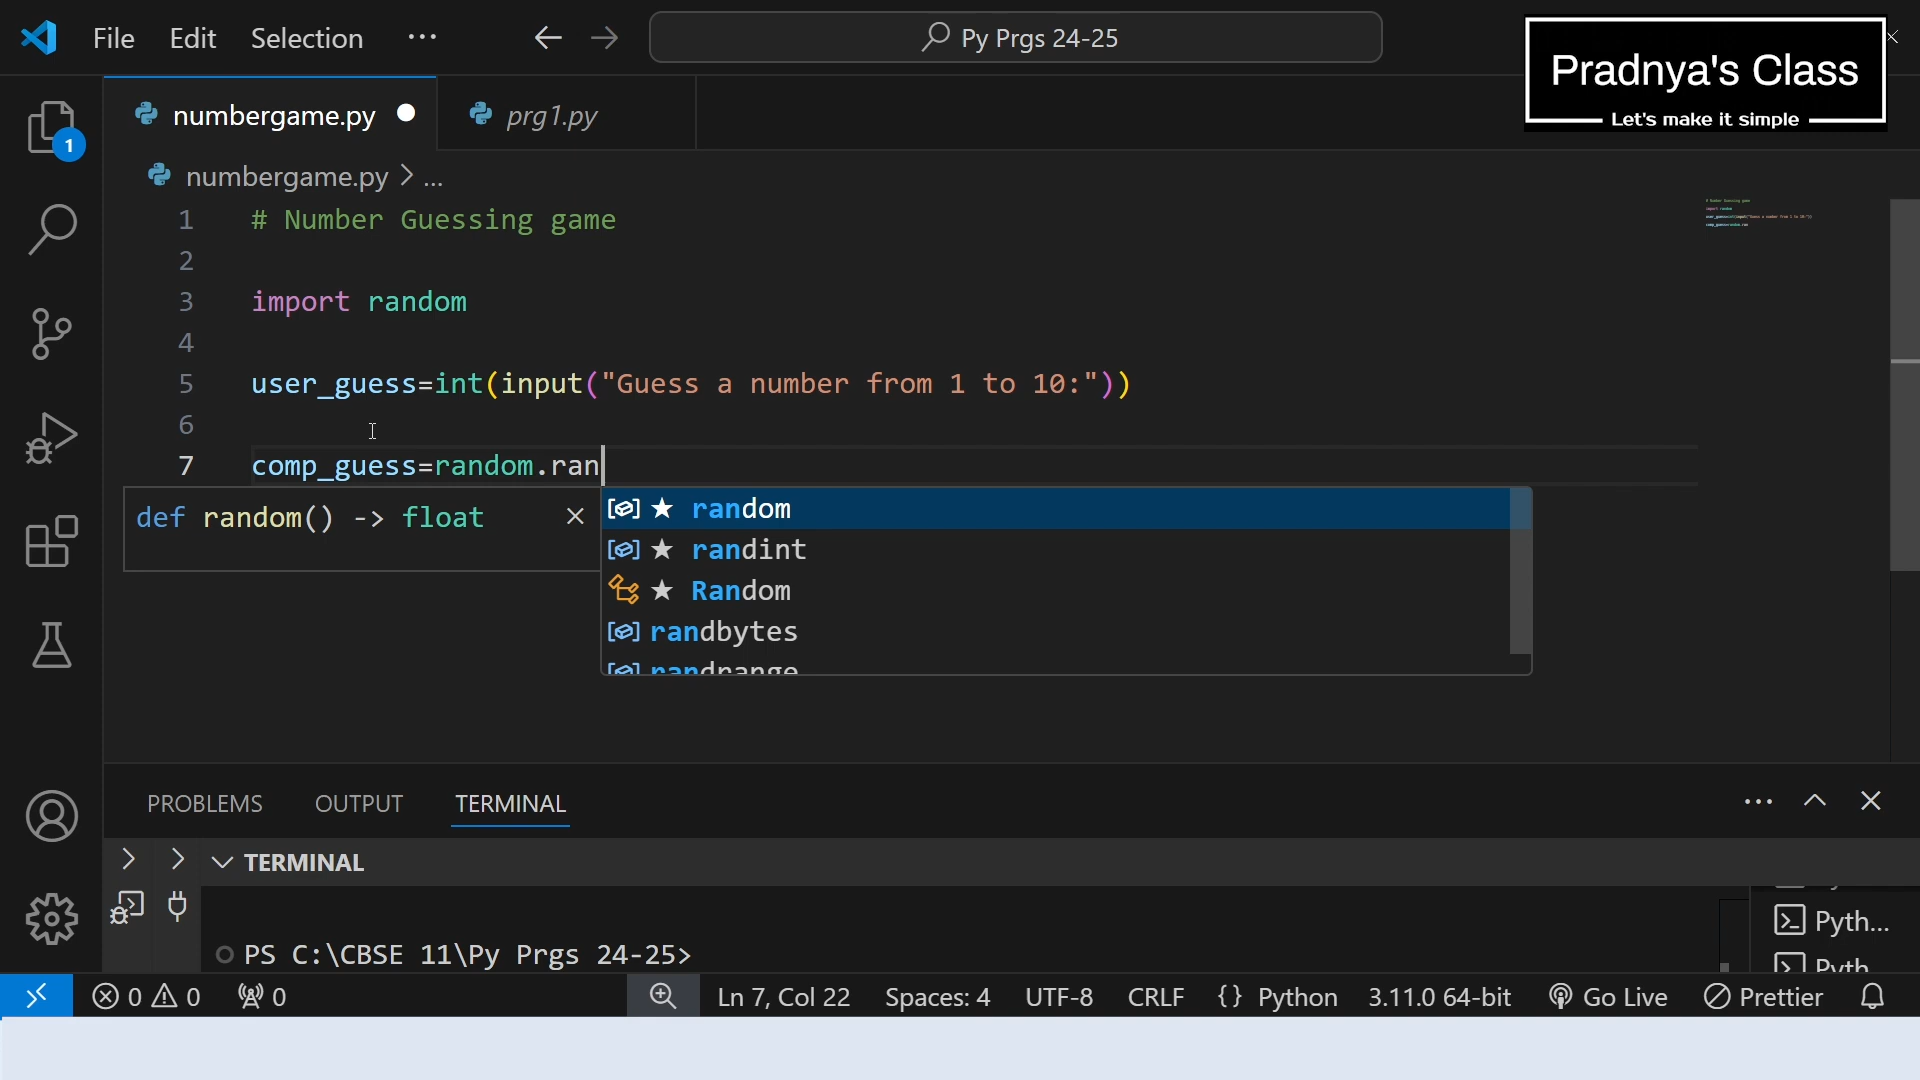 File Edit Selection ··· Py Prgs 24-25
Pradnya's Class
Let's make it simple
numbergame.py prg1.py
1
numbergame.py > ...
1 # Number Guessing game
2
3 import random
4
5 user_guess=int(input("Guess a number from 1 to 10:"))
6
7 comp_guess=random.ran
def random() -> float
random
randint
Random
randbytes
randrange
PROBLEMS OUTPUT TERMINAL
TERMINAL
PS C:\CBSE 11\Py Prgs 24-25>
Pyth...
Pyth
0 0 0 Ln 7, Col 22 Spaces: 4 UTF-8 CRLF {} Python 3.11.0 64-bit Go Live Prettier